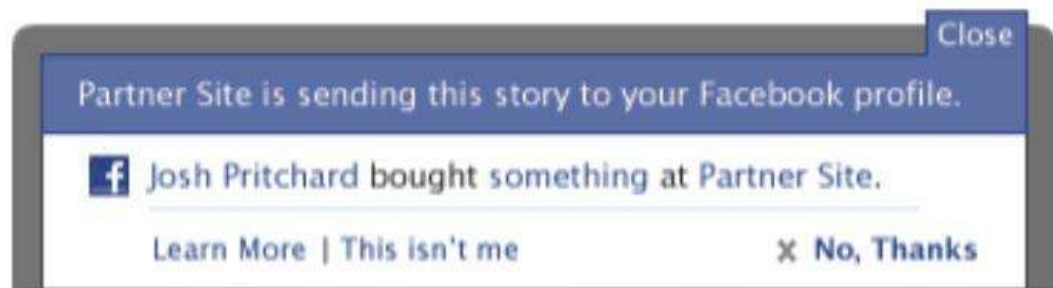 Close
Partner Site is sending this story to your Facebook profile.
f Josh Pritchard bought something at Partner Site.
Learn More | This isn't me x No, Thanks